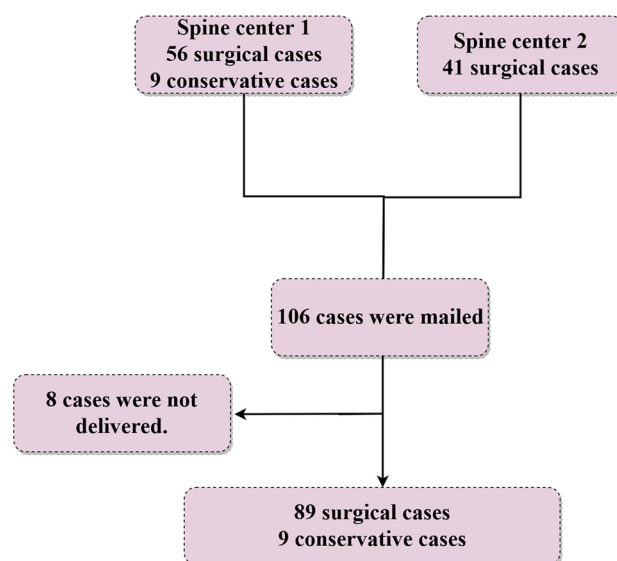 Spine center 1
56 surgical cases
9 conservative cases
Spine center 2
41 surgical cases
106 cases were mailed
8 cases were not
delivered.
89 surgical cases
9 conservative cases